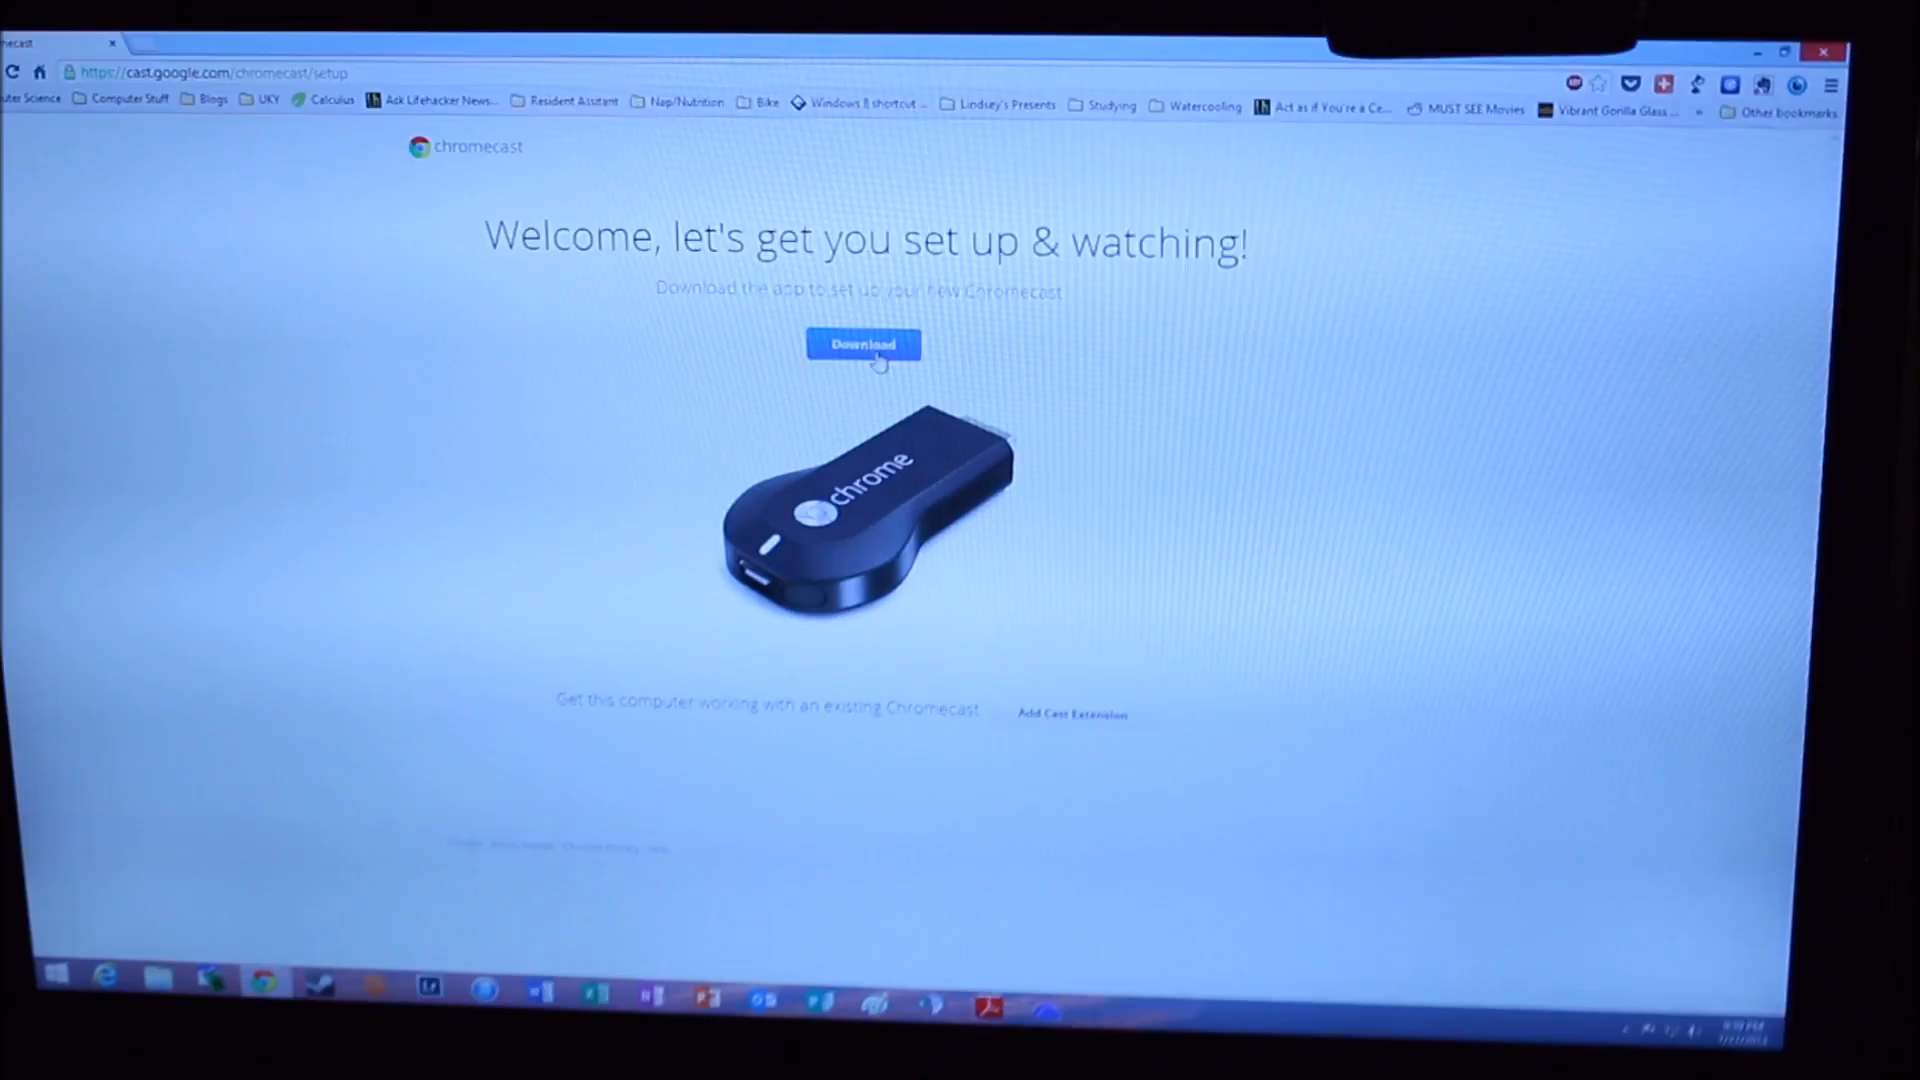 https://cast.google.com/chromecast/setup
Computer Stuff Blogs UKY Calculus Ask Lifehacker News... Resident Assitant Nap/Nutrition Bike Windows 8 shortcut ... Lindsey's Presents Studying Watercooling Act as if You're a Ce... MUST SEE Movies Vibrant Gorilla Glass ... » Other bookmarks
chromecast
Welcome, let's get you set up & watching!
Download the app to set up your new Chromecast
Download
chrome
Get this computer working with an existing Chromecast
Add Cast Extension